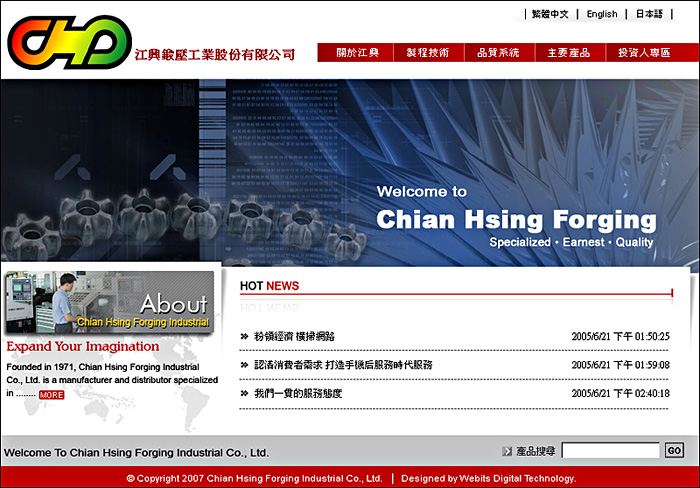 繁體中文 | English | 日本語
江興鍛壓工業股份有限公司
關於江興 製程技術 品質系統 主要產品 投資人專區
Welcome to
Chian Hsing Forging
Specialized · Earnest · Quality
About
Chian Hsing Forging Industrial
Expand Your Imagination
Founded in 1971, Chian Hsing Forging Industrial
Co., Ltd. is a manufacturer and distributor specialized
in ........ MORE
HOT NEWS
粉領經濟 橫掃網路 2005/6/21 下午 01:50:25
認清消費者需求 打造手機后服務時代服務 2005/6/21 下午 01:59:08
我們一貫的服務態度 2005/6/21 下午 02:40:18
Welcome To Chian Hsing Forging Industrial Co., Ltd.
產品搜尋 GO
© Copyright 2007 Chian Hsing Forging Industrial Co., Ltd. | Designed by Webits Digital Technology.